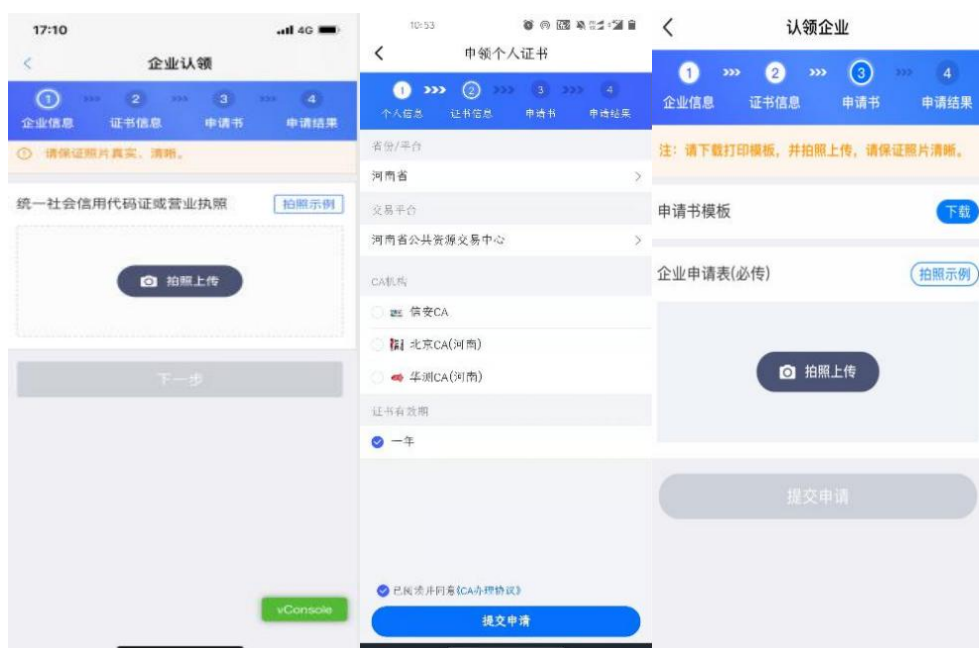 17:10
4G
企业认领
1 2 3 4
企业信息 证书信息 申请书 申请结果
请保证照片真实、清晰。
统一社会信用代码证或营业执照 拍照示例
拍照上传
下一步
vConsole
10:53
申领个人证书
1 2 3 4
个人信息 证书信息 申请书 申请结果
省份/平台
河南省
交易平台
河南省公共资源交易中心
CA机构
信安CA
北京CA(河南)
华测CA(河南)
证书有效期
一年
已阅读并同意《CA办理协议》
提交申请
认领企业
1 2 3 4
企业信息 证书信息 申请书 申请结果
注：请下载打印模板，并拍照上传，请保证照片清晰。
申请书模板 下载
企业申请表(必传) 拍照示例
拍照上传
提交申请